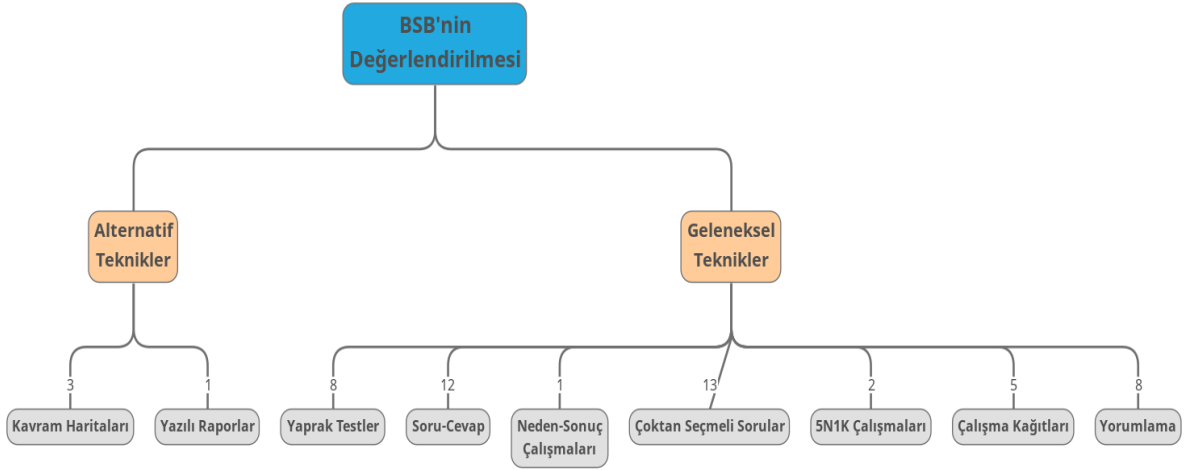 BSB'nin
Değerlendirilmesi
Alternatif
Teknikler
Geleneksel
Teknikler
3
1
8
12
1
13
2
5
8
Kavram Haritaları
Yazılı Raporlar
Yaprak Testler
Soru-Cevap
Neden-Sonuç
Çalışmaları
Çoktan Seçmeli Sorular
5N1K Çalışmaları
Çalışma Kağıtları
Yorumlama